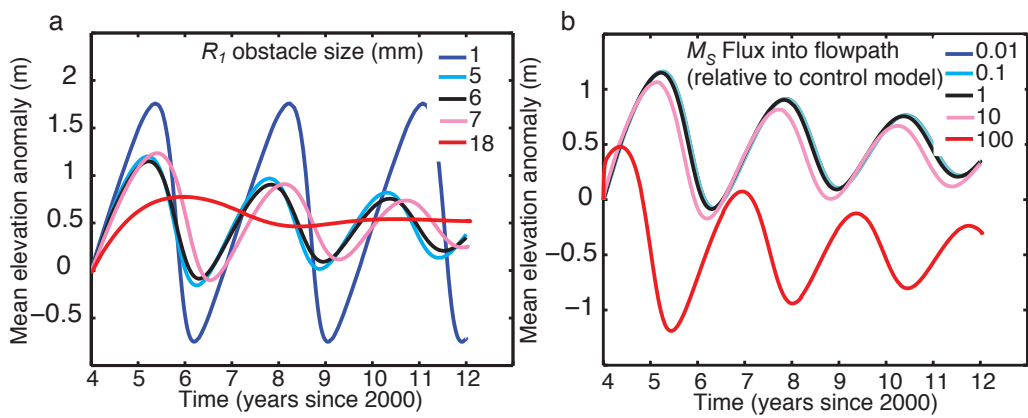 a
R1 obstacle size (mm)
1
5
6
7
18
Mean elevation anomaly (m)
2
1.5
1
0.5
0
−0.5
4 5 6 7 8 9 10 11 12
Time (years since 2000)
b
MS Flux into flowpath
(relative to control model)
0.01
0.1
1
10
100
Mean elevation anomaly (m)
1
0.5
0
−0.5
−1
4 5 6 7 8 9 10 11 12
Time (years since 2000)